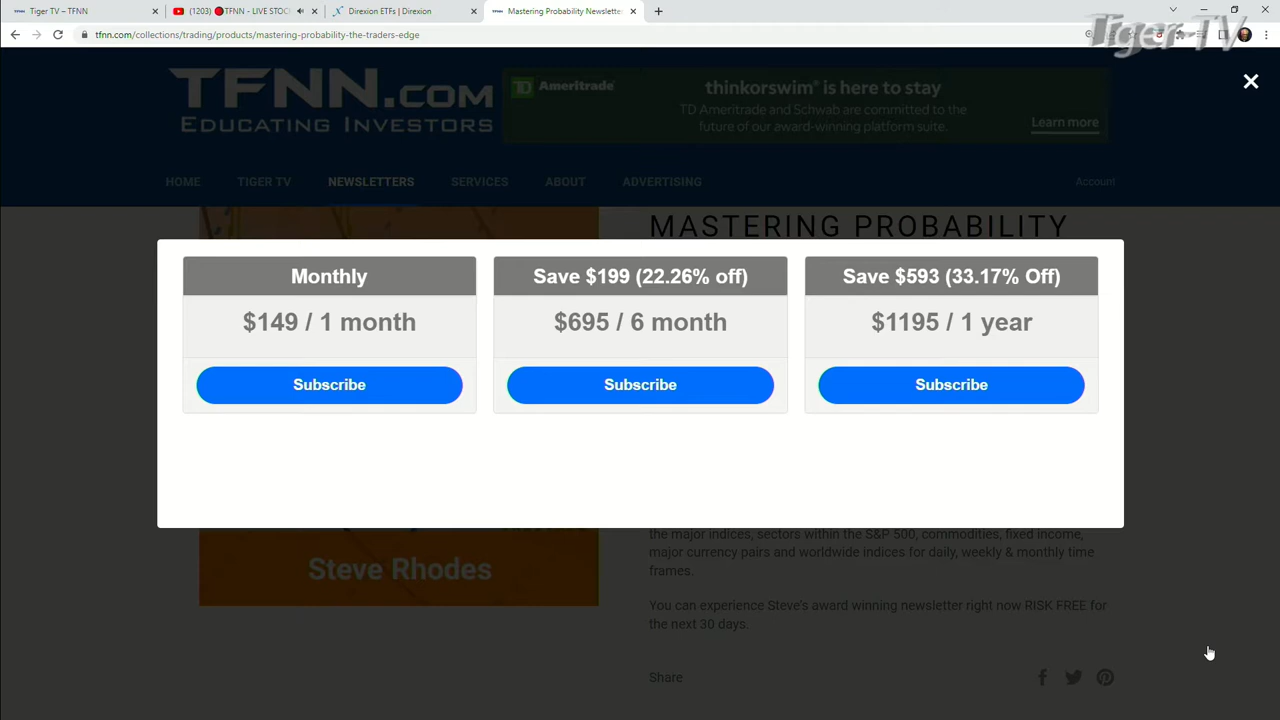 Tiger TV – TFNN
(1203) 🔴TFNN - LIVE STOC
Direxion ETFs | Direxion
Mastering Probability Newslette
tfnn.com/collections/trading/products/mastering-probability-the-traders-edge
Tiger TV
TFNN.COM
EDUCATING INVESTORS
TD Ameritrade
thinkorswim® is here to stay
TD Ameritrade and Schwab are committed to the
future of our award-winning platform suite.
Learn more
HOME
TIGER TV
NEWSLETTERS
SERVICES
ABOUT
ADVERTISING
Account
MASTERING PROBABILITY
Monthly
$149 / 1 month
Subscribe
Save $199 (22.26% off)
$695 / 6 month
Subscribe
Save $593 (33.17% Off)
$1195 / 1 year
Subscribe
Steve Rhodes
the major indices, sectors within the S&P 500, commodities, fixed income,
major currency pairs and worldwide indices for daily, weekly & monthly time
frames.
You can experience Steve's award winning newsletter right now RISK FREE for
the next 30 days.
Share